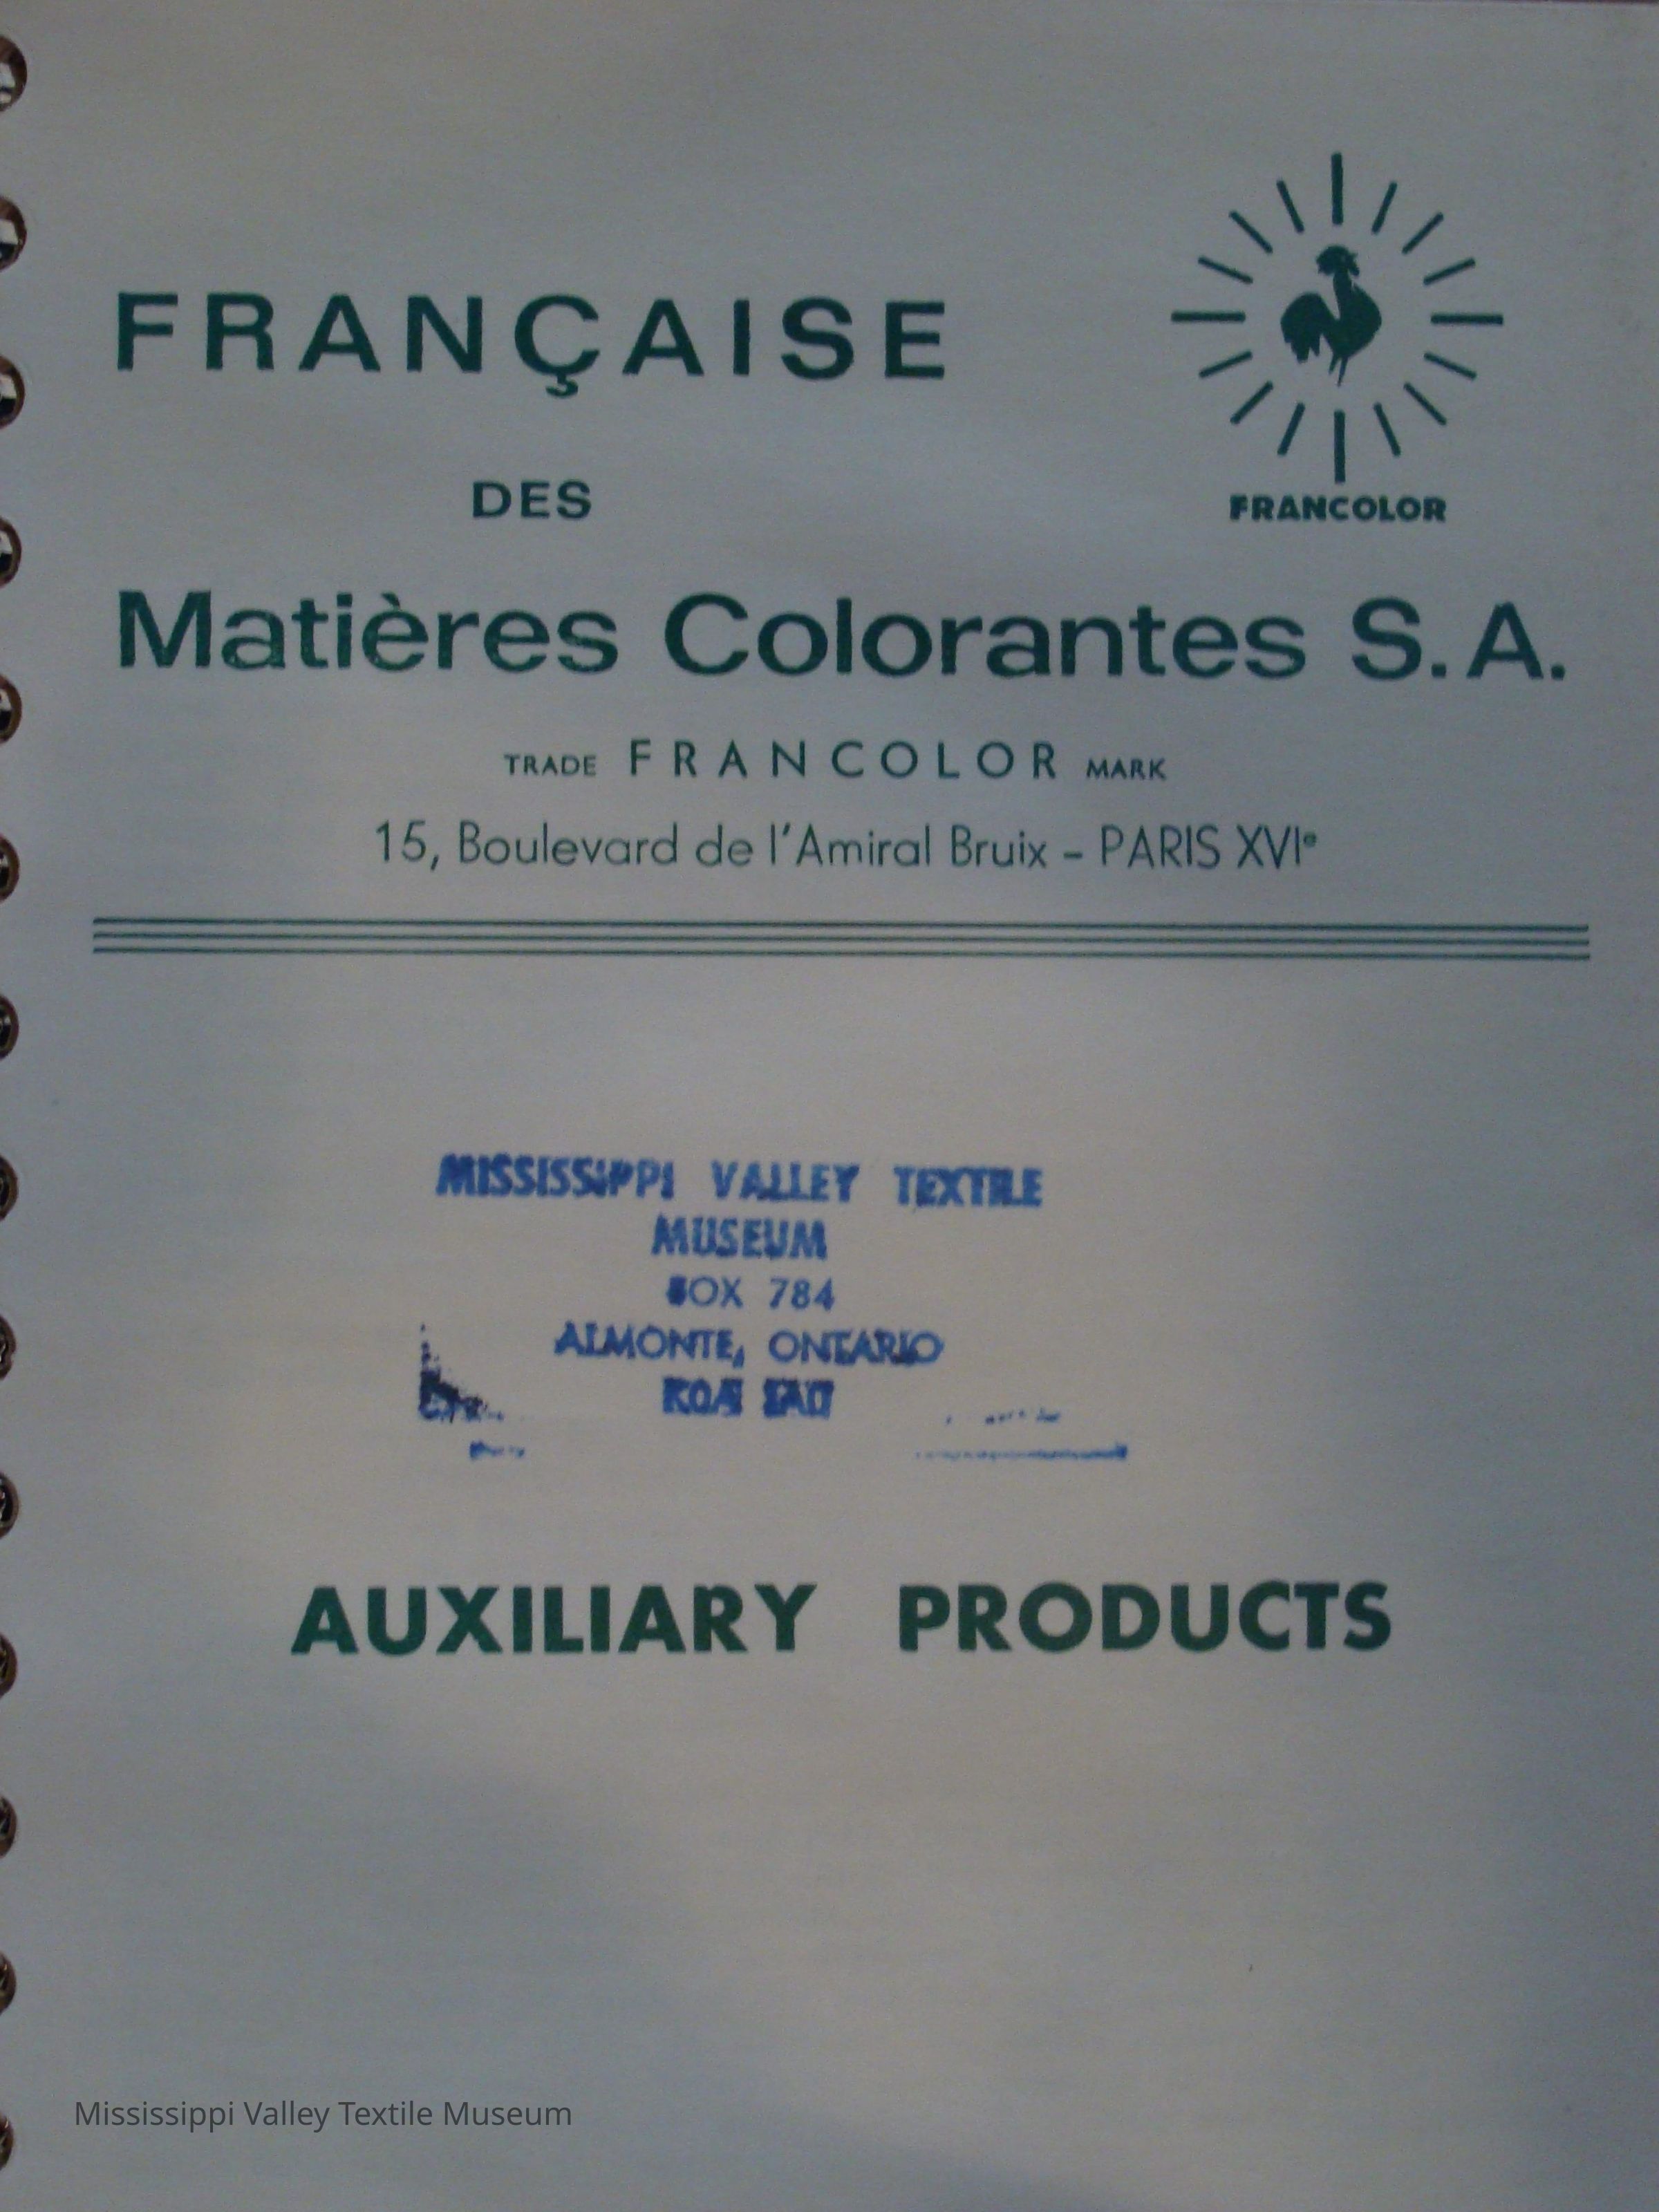 FRANÇAISE
DES
FRANCOLOR
Matières Colorantes S.A.
TRADE FRANCOLOR MARK
15, Boulevard de l'Amiral Bruix – PARIS XVIᵉ
MISSISSIPPI VALLEY TEXTILE
MUSEUM
BOX 784
ALMONTE, ONTARIO
AUXILIARY PRODUCTS
Mississippi Valley Textile Museum